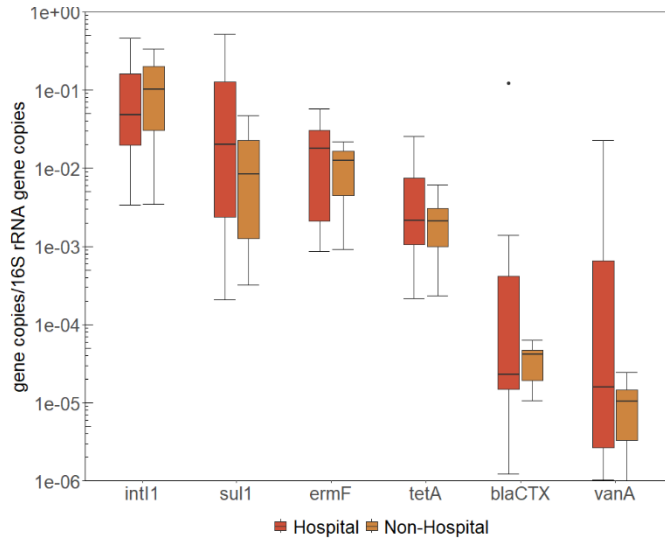 gene copies/16S rRNA gene copies
1e+00
1e-01
1e-02
1e-03
1e-04
1e-05
1e-06
intI1 sul1 ermF tetA blaCTX vanA
Hospital Non-Hospital